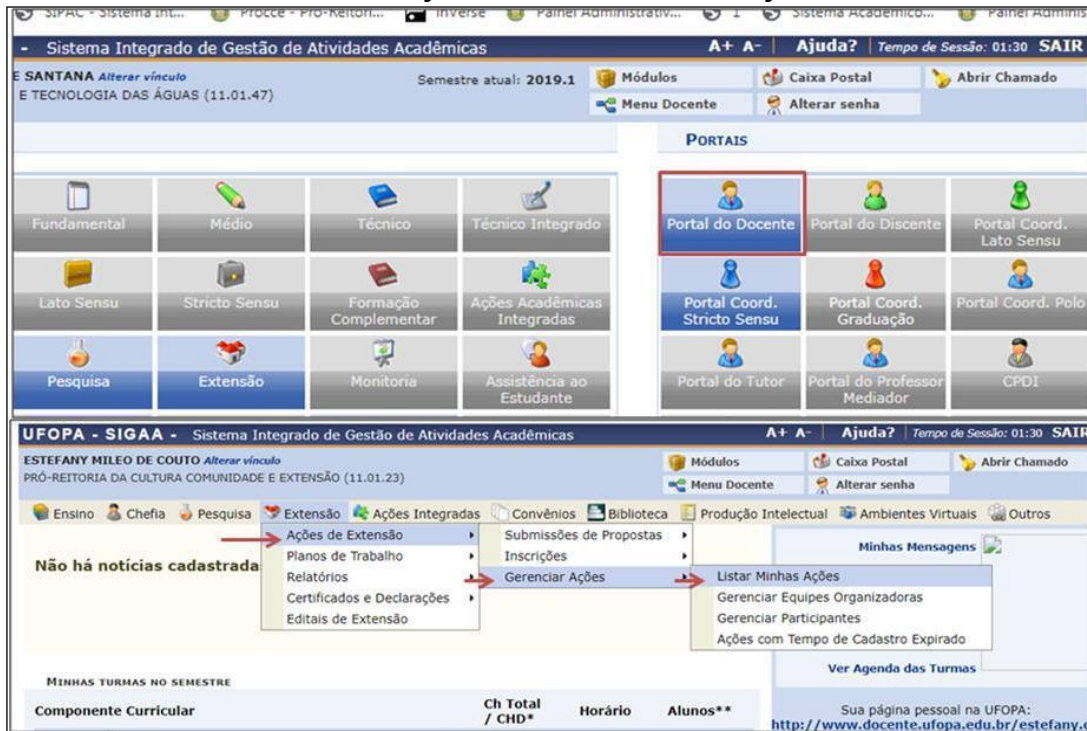 SIPAC - Sistema Int... Procce - Pró-Reitori... Inverse Painel Administrativ... 1 Sistema Acadêmico... Painel Adminis
- Sistema Integrado de Gestão de Atividades Acadêmicas A+ A- Ajuda? Tempo de Sessão: 01:30 SAIR
E SANTANA Alterar vínculo Semestre atual: 2019.1 Módulos Caixa Postal Abrir Chamado
E TECNOLOGIA DAS ÁGUAS (11.01.47) Menu Docente Alterar senha
PORTAIS
Fundamental Médio Técnico Técnico Integrado Portal do Docente Portal do Discente Portal Coord.
Lato Sensu
Lato Sensu Stricto Sensu Formação Ações Acadêmicas Portal Coord. Portal Coord. Portal Coord. Polo
Complementar Integradas Stricto Sensu Graduação
Pesquisa Extensão Monitoria Assistência ao Portal do Tutor Portal do Professor CPDI
Estudante Mediador
UFOPA - SIGAA - Sistema Integrado de Gestão de Atividades Acadêmicas A+ A- Ajuda? Tempo de Sessão: 01:30 SAIR
ESTEFANY MILEO DE COUTO Alterar vínculo Módulos Caixa Postal Abrir Chamado
PRÓ-REITORIA DA CULTURA COMUNIDADE E EXTENSÃO (11.01.23) Menu Docente Alterar senha
Ensino Chefia Pesquisa Extensão Ações Integradas Convênios Biblioteca Produção Intelectual Ambientes Virtuais Outros
Ações de Extensão Submissões de Propostas Minhas Mensagens
Não há notícias cadastrada Planos de Trabalho Inscrições
Relatórios Gerenciar Ações Listar Minhas Ações
Certificados e Declarações Gerenciar Equipes Organizadoras
Editais de Extensão Gerenciar Participantes
Ações com Tempo de Cadastro Expirado
Ver Agenda das Turmas
MINHAS TURMAS NO SEMESTRE
Componente Curricular Ch Total / CHD* Horário Alunos** Sua página pessoal na UFOPA:
http://www.docente.ufopa.edu.br/estefany.c